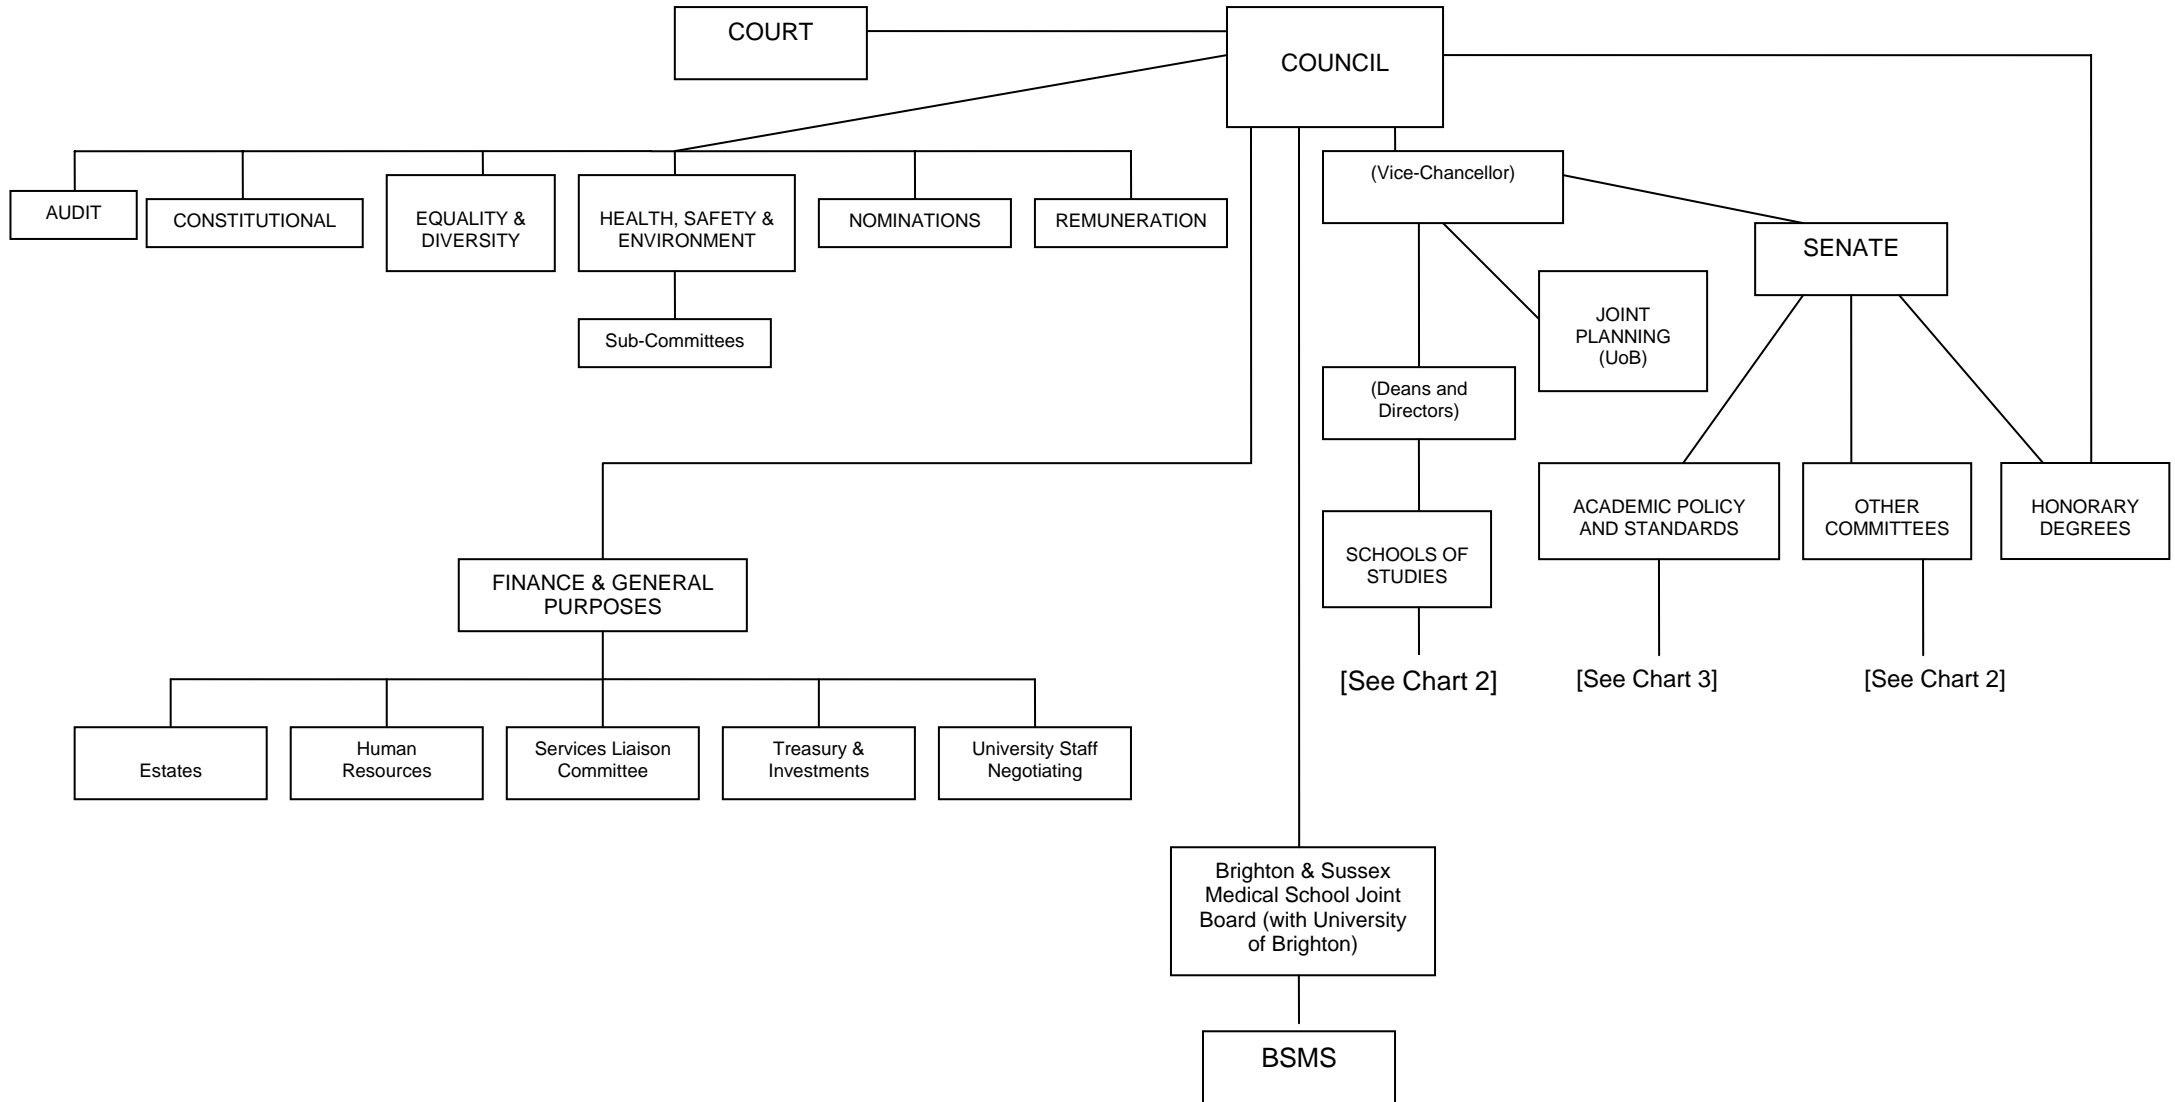 COURT
COUNCIL
(Vice-Chancellor)
AUDIT
CONSTITUTIONAL
EQUALITY &
DIVERSITY
HEALTH, SAFETY &
ENVIRONMENT
NOMINATIONS
REMUNERATION
SENATE
Sub-Committees
JOINT
PLANNING
(UoB)
(Deans and
Directors)
SCHOOLS OF
STUDIES
ACADEMIC POLICY
AND STANDARDS
OTHER
COMMITTEES
HONORARY
DEGREES
FINANCE & GENERAL
PURPOSES
[See Chart 2]
[See Chart 3]
[See Chart 2]
Estates
Human
Resources
Services Liaison
Committee
Treasury &
Investments
University Staff
Negotiating
Brighton & Sussex
Medical School Joint
Board (with University
of Brighton)
BSMS